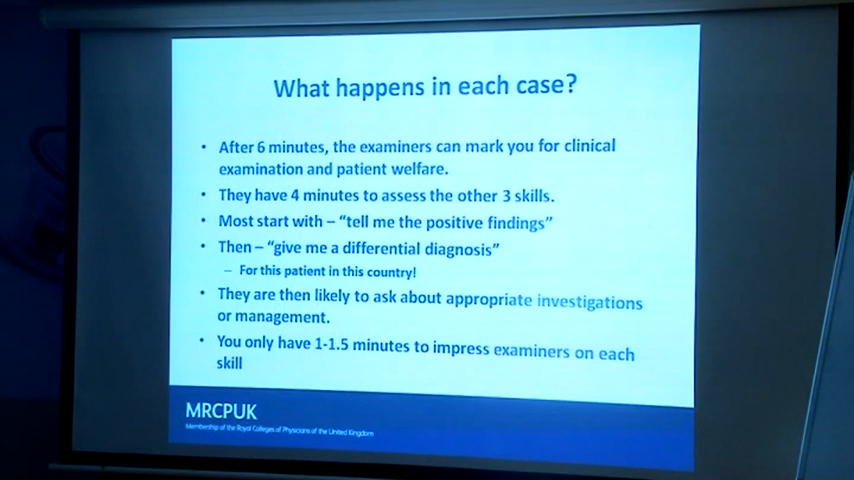 What happens in each case?
• After 6 minutes, the examiners can mark you for clinical
examination and patient welfare.
• They have 4 minutes to assess the other 3 skills.
• Most start with – “tell me the positive findings”
• Then – “give me a differential diagnosis”
– For this patient in this country!
• They are then likely to ask about appropriate investigations
or management.
• You only have 1-1.5 minutes to impress examiners on each
skill
MRCPUK
Membership of the Royal Colleges of Physicians of the United Kingdom